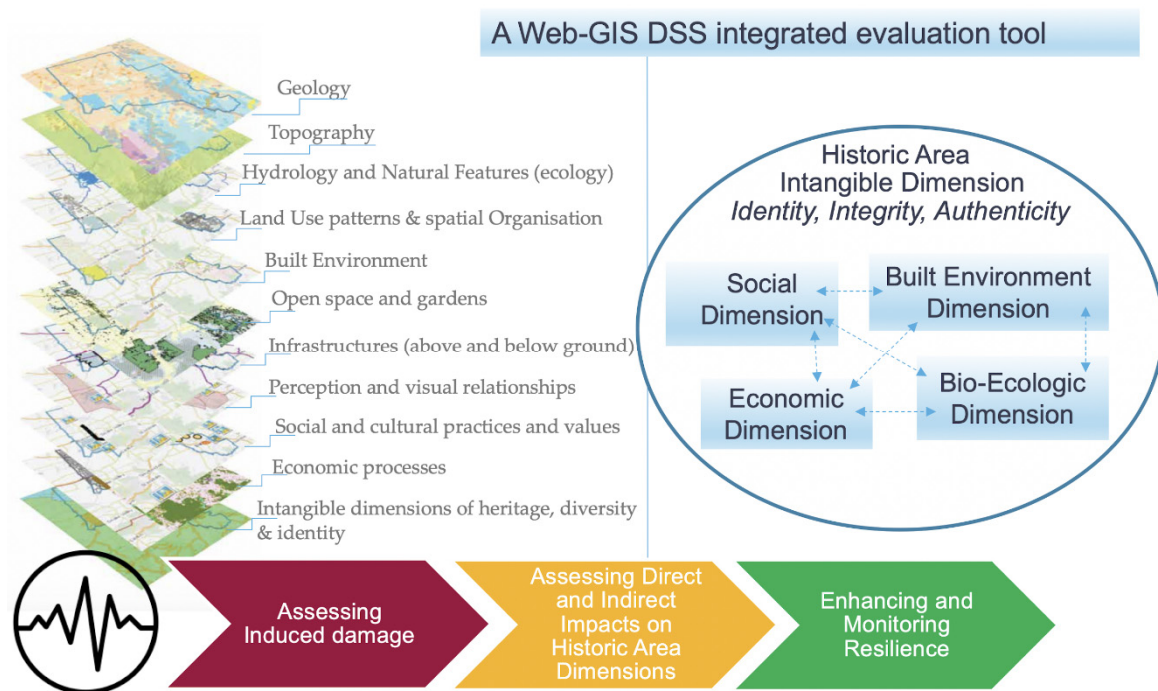 A Web-GIS DSS integrated evaluation tool
Geology
Topography
Hydrology and Natural Features (ecology)
Land Use patterns & spatial Organisation
Built Environment
Open space and gardens
Infrastructures (above and below ground)
Perception and visual relationships
Social and cultural practices and values
Economic processes
Intangible dimensions of heritage, diversity
& identity
Historic Area
Intangible Dimension
Identity, Integrity, Authenticity
Social
Dimension
Built Environment
Dimension
Economic
Dimension
Bio-Ecologic
Dimension
Assessing
Induced damage
Assessing Direct
and Indirect
Impacts on
Historic Area
Dimensions
Enhancing and
Monitoring
Resilience